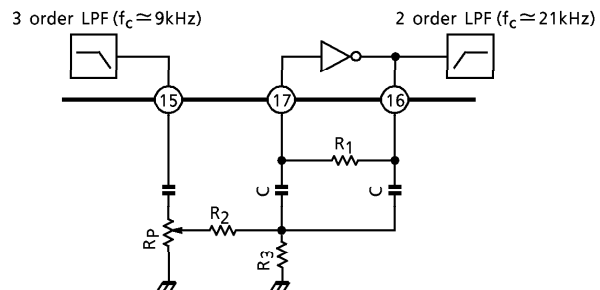 3 order LPF (fc≃9kHz)
2 order LPF (fc≃21kHz)
15
17
16
R1
C
C
R2
RP
R3